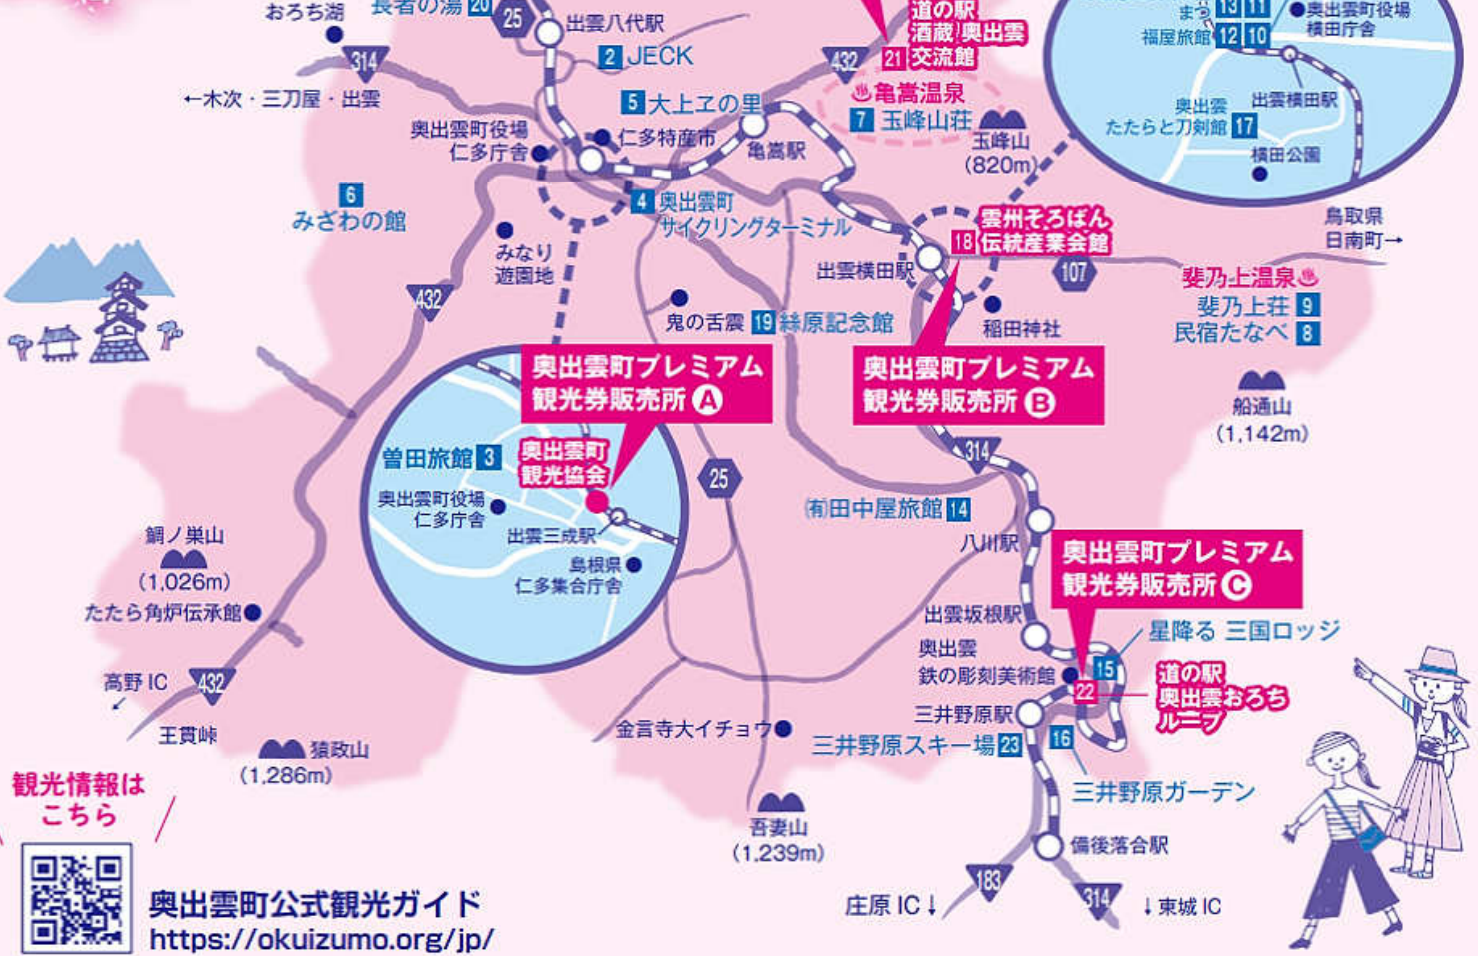 おろち湖
長者の湯 20
25
出雲八代駅
2 JECK
314
←木次・三刀屋・出雲
5 大上ヱの里
奥出雲町役場
仁多庁舎
仁多特産市
亀嵩駅
432
道の駅
酒蔵 奥出雲
21 交流館
亀嵩温泉
7 玉峰山荘
玉峰山
(820m)
13 11
福屋旅館 12 10
奥出雲町役場
横田庁舎
出雲横田駅
奥出雲
たたらと刀剣館 17
横田公園
6
みざわの館
4 奥出雲町
サイクリングターミナル
みなり
遊園地
432
雲州そろばん
18 伝統産業会館
出雲横田駅
107
鳥取県
日南町→
斐乃上温泉
斐乃上荘 9
民宿たなべ 8
稲田神社
鬼の舌震
19 絲原記念館
奥出雲町プレミアム
観光券販売所 A
奥出雲町プレミアム
観光券販売所 B
船通山
(1,142m)
曽田旅館 3
奥出雲町
観光協会
奥出雲町役場
仁多庁舎
出雲三成駅
島根県
仁多集合庁舎
25
314
㈲田中屋旅館 14
八川駅
奥出雲町プレミアム
観光券販売所 C
鯛ノ巣山
(1,026m)
たたら角炉伝承館
出雲坂根駅
星降る 三国ロッジ
奥出雲
鉄の彫刻美術館
15
22
道の駅
奥出雲おろち
ループ
高野 IC
↙
432
王貫峠
猿政山
(1,286m)
金言寺大イチョウ
三井野原駅
三井野原スキー場 23
16
三井野原ガーデン
吾妻山
(1,239m)
備後落合駅
183
314
庄原 IC↓
↓東城 IC
観光情報は
こちら
奥出雲町公式観光ガイド
https://okuizumo.org/jp/